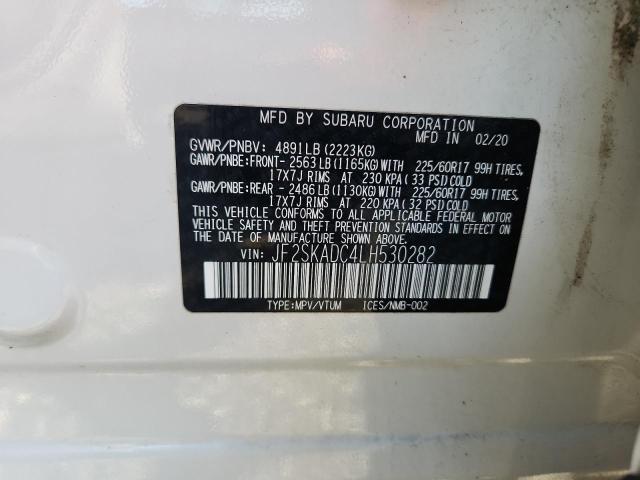 MFD BY SUBARU CORPORATION
MFD IN 02/20
GVWR/PNBV: 4891LB (2223KG)
GAWR/PNBE:FRONT- 2563LB (1165KG)WITH 225/60R17 99H TIRES,
17X7J RIMS AT 230 KPA (33 PSI)COLD
GAWR/PNBE:REAR - 2486LB (1130KG)WITH 225/60R17 99H TIRES,
17X7J RIMS AT 220 KPA (32 PSI)COLD
THIS VEHICLE CONFORMS TO ALL APPLICABLE FEDERAL MOTOR
VEHICLE SAFETY AND THEFT PREVENTION STANDARDS IN EFFECT
ON THE DATE OF MANUFACTURE SHOWN ABOVE.
VIN: JF2SKADC4LH530282
TYPE:MPV/VTUM ICES/NMB-002